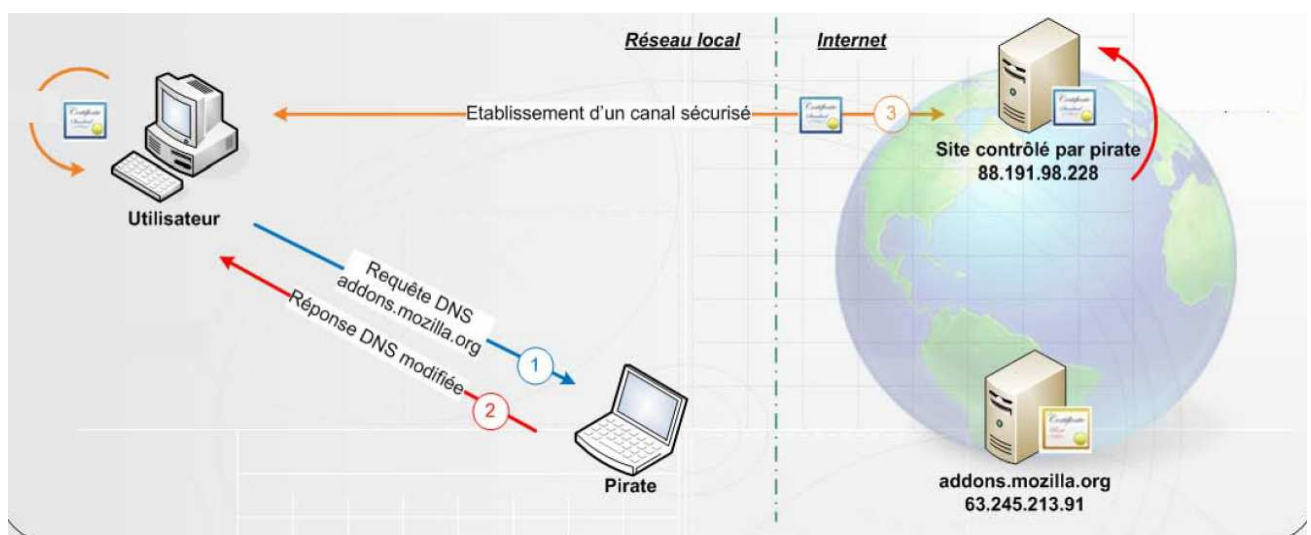 Réseau local
Internet
Etablissement d'un canal sécurisé
3
Site contrôlé par pirate
88.191.98.228
Utilisateur
Requête DNS
addons.mozilla.org
1
Réponse DNS modifiée
2
Pirate
addons.mozilla.org
63.245.213.91